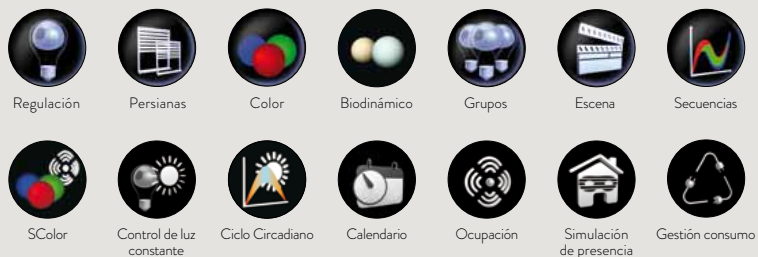 Regulación
Persianas
Color
Biodinámico
Grupos
Escena
Secuencias
SColor
Control de luz
constante
Ciclo Circadiano
Calendario
Ocupación
Simulación
de presencia
Gestión consumo